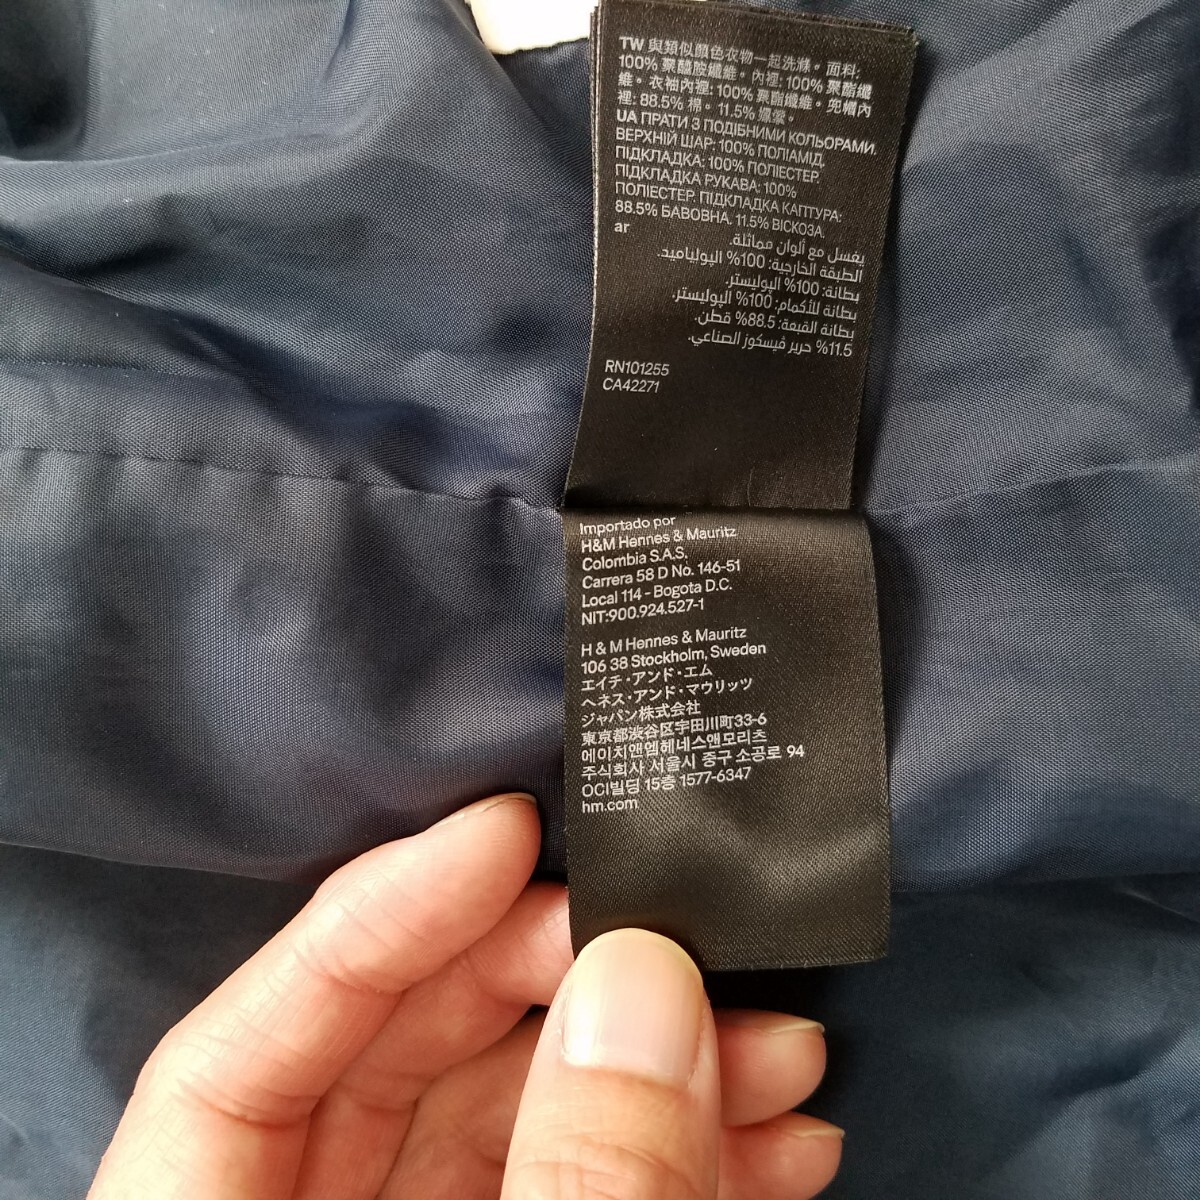 TW 與類似顏色衣物一起洗滌。面料:
100% 聚醯胺纖維。內裡: 100% 聚酯纖
維。衣袖內裡: 100% 聚酯纖維。兜帽內
裡: 88.5% 棉。11.5% 嫘縈。
UA ПРАТИ З ПОДІБНИМИ КОЛЬОРАМИ.
ВЕРХНІЙ ШАР: 100% ПОЛІАМІД.
ПІДКЛАДКА: 100% ПОЛІЕСТЕР.
ПІДКЛАДКА РУКАВА: 100%
ПОЛІЕСТЕР. ПІДКЛАДКА КАПТУРА:
88.5% БАВОВНА. 11.5% ВІСКОЗА.
ar
يغسل مع ألوان مماثلة.
الطبقة الخارجية: 100% البولياميد.
بطانة: 100% البوليستر.
بطانة للأكمام: 100% البوليستر.
بطانة القبعة: 88.5% قطن.
11.5% حرير فيسكوز الصناعي.
RN101255
CA42271
Importado por
H&M Hennes & Mauritz
Colombia S.A.S.
Carrera 58 D No. 146-51
Local 114 - Bogota D.C.
NIT:900.924.527-1
H & M Hennes & Mauritz
106 38 Stockholm, Sweden
エイチ・アンド・エム
ヘネス・アンド・マウリッツ
ジャパン株式会社
東京都渋谷区宇田川町33-6
에이치앤엠헤네스앤모리츠
주식회사 서울시 중구 소공로 94
OCI빌딩 15층 1577-6347
hm.com